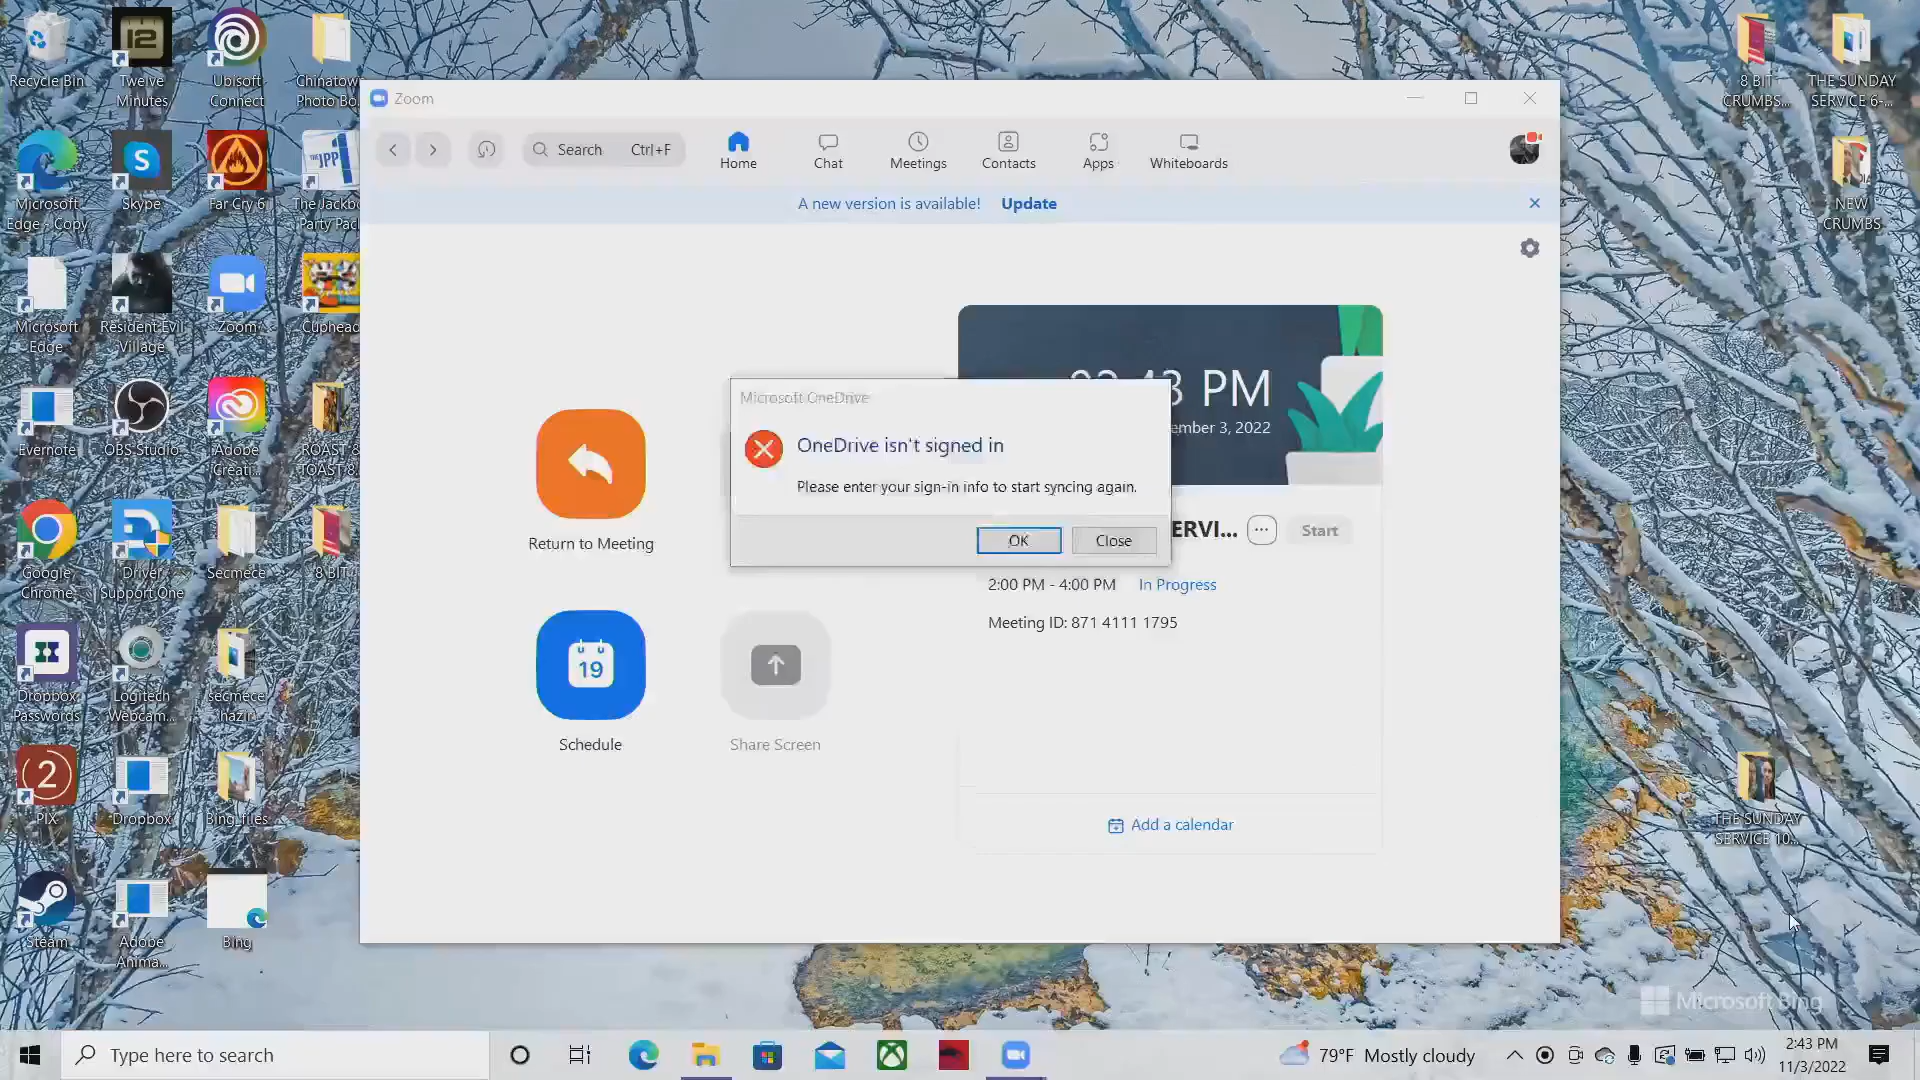 Recycle Bin
Twelve
Minutes
Ubisoft
Connect
Chinatown
Photo Bo...
8 BIT
CRUMBS...
THE SUNDAY
SERVICE 6-...
Microsoft
Edge - Copy
Skype
Far Cry 6
The Jackbo
Party Pack
NEW
CRUMBS
Microsoft
Edge
Resident Evil
Village
Zoom
Cuphead
Evernote
OBS Studio
Adobe
Creati...
ROAST &
TOAST 8...
Google
Chrome
Driver
Support One
Secmece
8 BIT
Dropbox
Passwords
Logitech
Webcam...
secmece
hazir
PIX
Dropbox
Bing_files
THE SUNDAY
SERVICE 10...
Steam
Adobe
Anima...
Bing
Zoom
Search Ctrl+F
Home
Chat
Meetings
Contacts
Apps
Whiteboards
A new version is available! Update
Return to Meeting
19
Schedule
Share Screen
3 PM
ember 3, 2022
Microsoft OneDrive
OneDrive isn't signed in
Please enter your sign-in info to start syncing again.
OK Close
ERVI... Start
2:00 PM - 4:00 PM In Progress
Meeting ID: 871 4111 1795
Add a calendar
Microsoft Bing
Type here to search
79°F Mostly cloudy
2:43 PM
11/3/2022